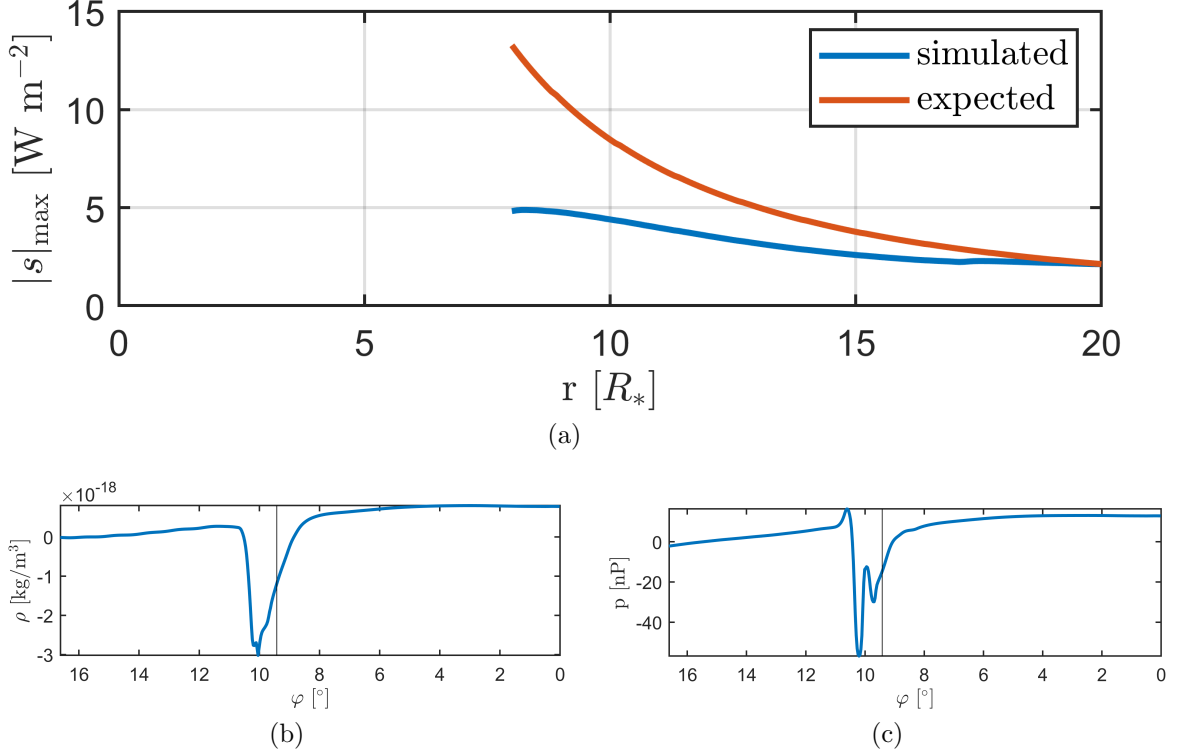 15
10
5
0
|s|max [W m−2]
simulated
expected
0 5 10 15 20
r [R*]
(a)
×10-18
0
-1
-2
-3
ρ [kg/m3]
16 14 12 10 8 6 4 2 0
φ [°]
(b)
0
-20
-40
p [nP]
16 14 12 10 8 6 4 2 0
φ [°]
(c)